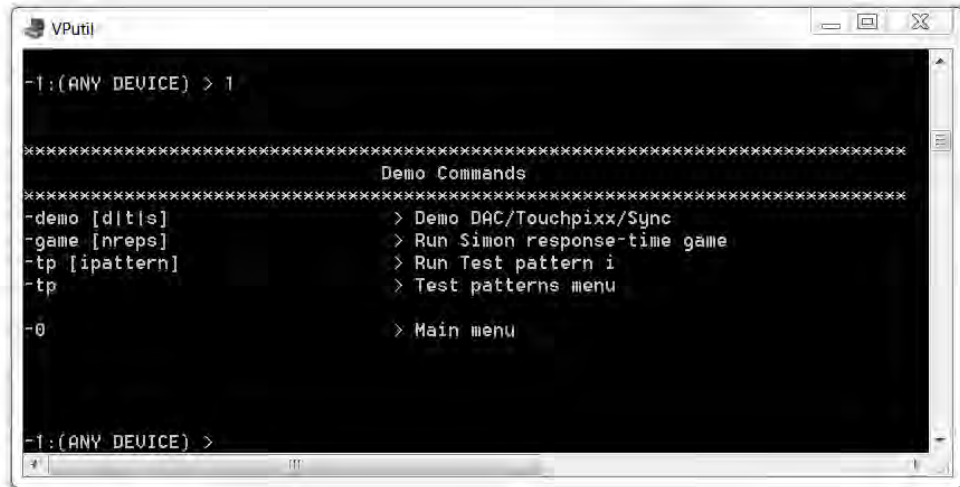 VPutil
-1:(ANY DEVICE) > 1
*******************************************************************************
Demo Commands
*******************************************************************************
-demo [d|t|s] > Demo DAC/Touchpixx/Sync
-game [nreps] > Run Simon response-time game
-tp [ipattern] > Run Test pattern i
-tp > Test patterns menu
-0 > Main menu
-1:(ANY DEVICE) >